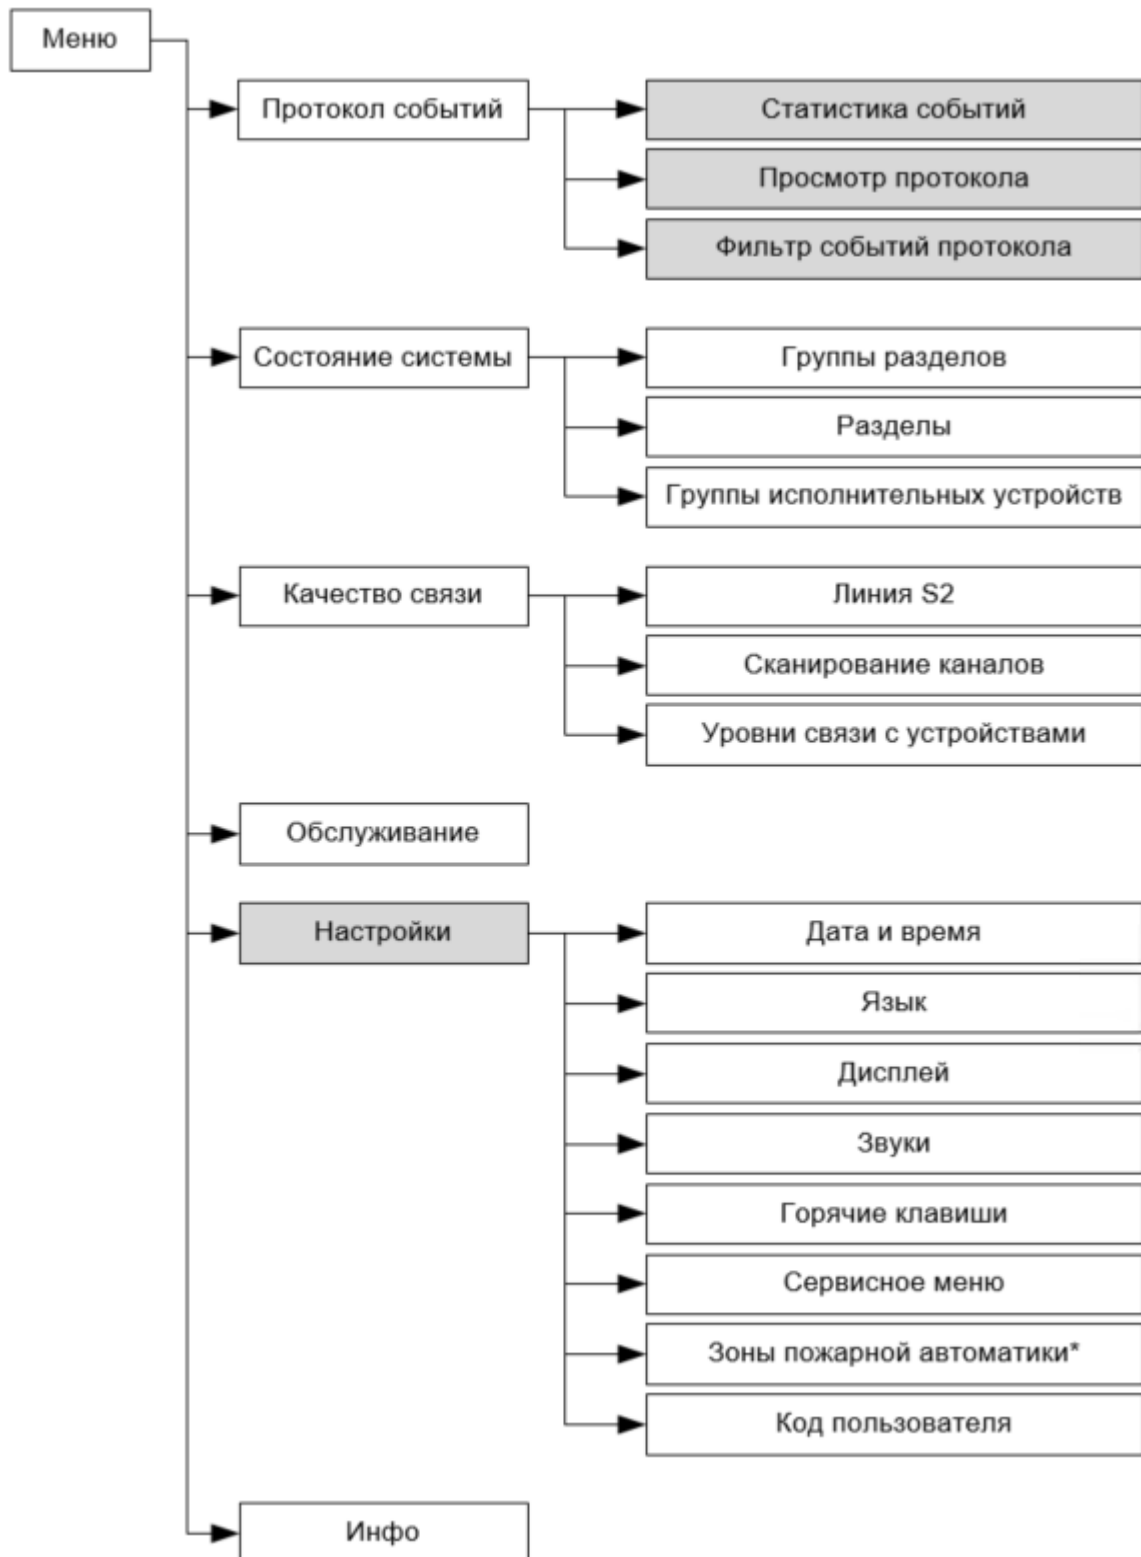 Меню
Протокол событий
Статистика событий
Просмотр протокола
Фильтр событий протокола
Состояние системы
Группы разделов
Разделы
Группы исполнительных устройств
Качество связи
Линия S2
Сканирование каналов
Уровни связи с устройствами
Обслуживание
Настройки
Дата и время
Язык
Дисплей
Звуки
Горячие клавиши
Сервисное меню
Зоны пожарной автоматики*
Код пользователя
Инфо